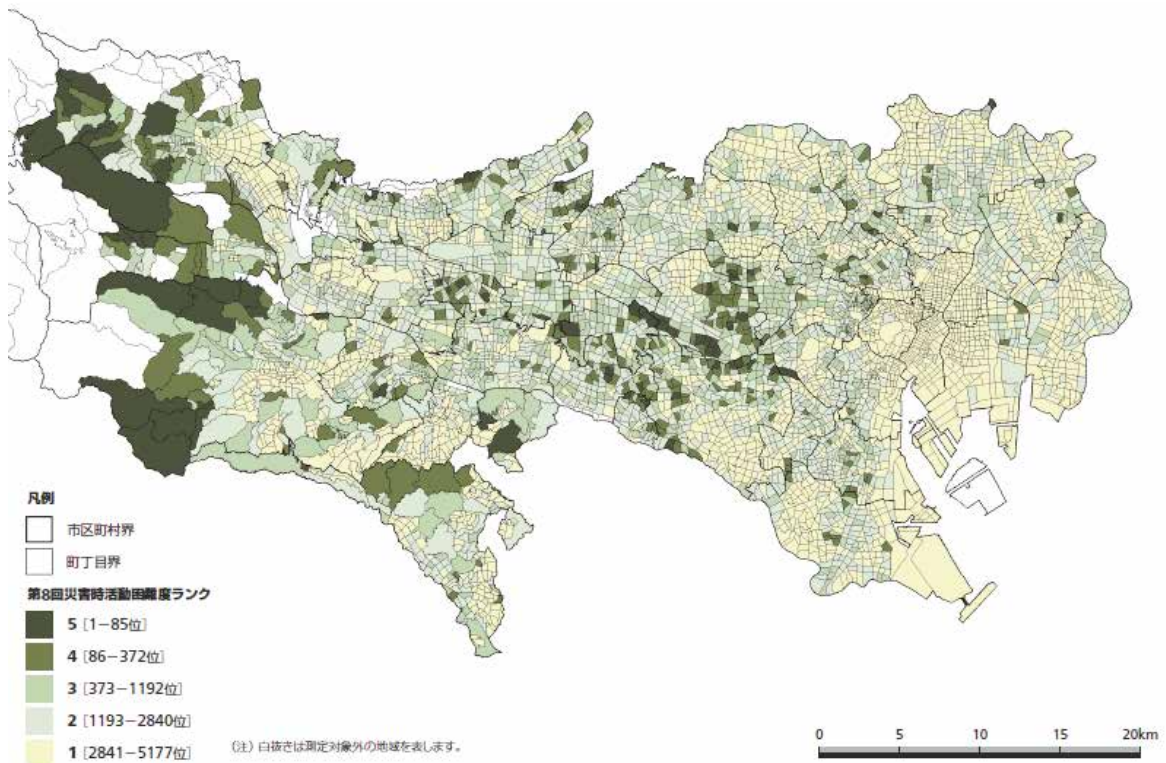 凡例
市区町村界
町丁目界
第8回災害時活動困難度ランク
5 [1－85位]
4 [86－372位]
3 [373－1192位]
2 [1193－2840位]
1 [2841－5177位]
（注）白抜きは測定対象外の地域を表します。
0 5 10 15 20km